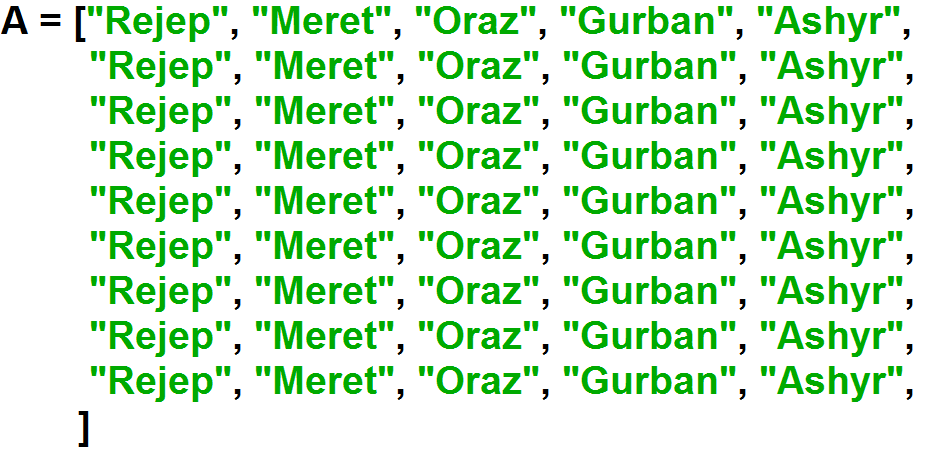 A = ["Rejep", "Meret", "Oraz", "Gurban", "Ashyr",
"Rejep", "Meret", "Oraz", "Gurban", "Ashyr",
"Rejep", "Meret", "Oraz", "Gurban", "Ashyr",
"Rejep", "Meret", "Oraz", "Gurban", "Ashyr",
"Rejep", "Meret", "Oraz", "Gurban", "Ashyr",
"Rejep", "Meret", "Oraz", "Gurban", "Ashyr",
"Rejep", "Meret", "Oraz", "Gurban", "Ashyr",
"Rejep", "Meret", "Oraz", "Gurban", "Ashyr",
"Rejep", "Meret", "Oraz", "Gurban", "Ashyr",
]